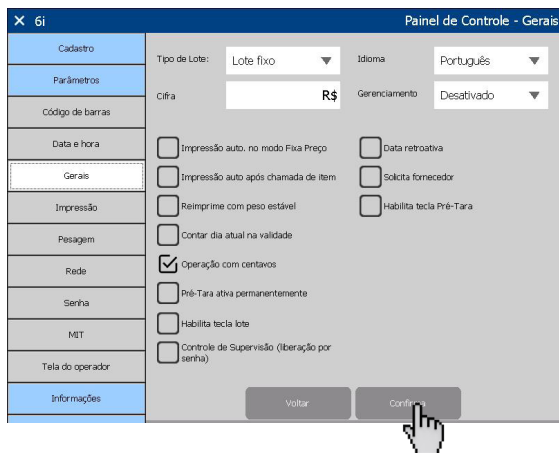 6i
Painel de Controle - Gerais
Cadastro
Parâmetros
Código de barras
Data e hora
Gerais
Impressão
Pesagem
Rede
Senha
MIT
Tela do operador
Informações
Tipo de Lote:
Lote fixo
Idioma
Português
Cifra
R$
Gerenciamento
Desativado
Impressão auto. no modo Fixa Preço
Impressão auto após chamada de item
Reimprime com peso estável
Contar dia atual na validade
Operação com centavos
Pré-Tara ativa permanentemente
Habilita tecla lote
Controle de Supervisão (liberação por
senha)
Data retroativa
Solicita fornecedor
Habilita tecla Pré-Tara
Voltar
Confirma